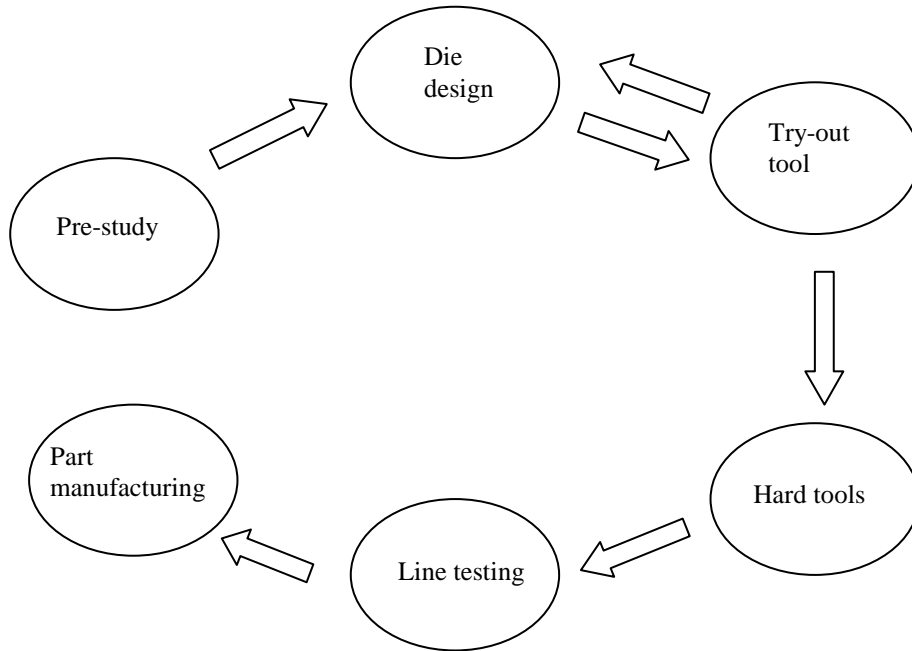 Pre-study
Die
design
Try-out
tool
Hard tools
Line testing
Part
manufacturing